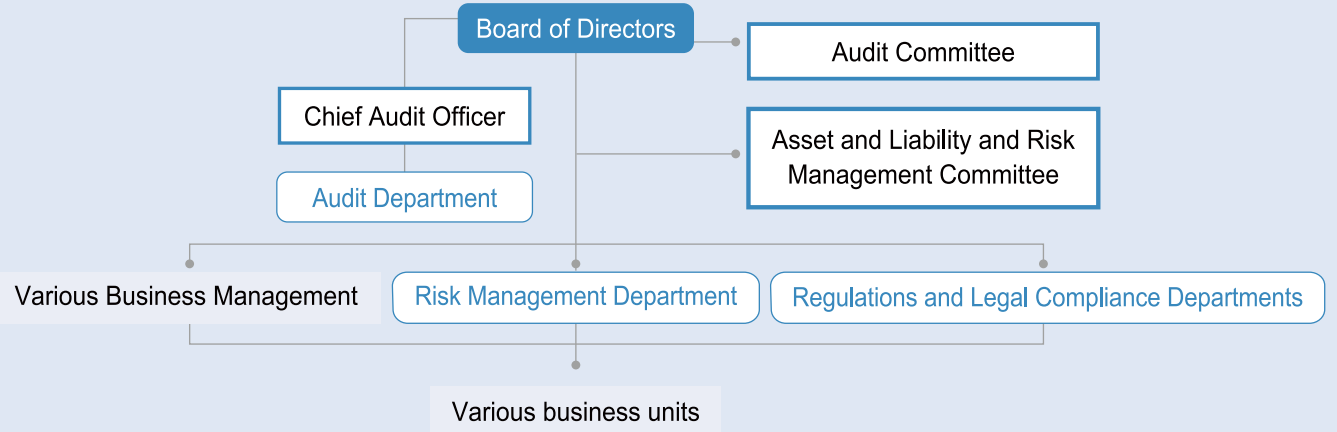 Board of Directors
Audit Committee
Chief Audit Officer
Asset and Liability and Risk
Management Committee
Audit Department
Various Business Management
Risk Management Department
Regulations and Legal Compliance Departments
Various business units